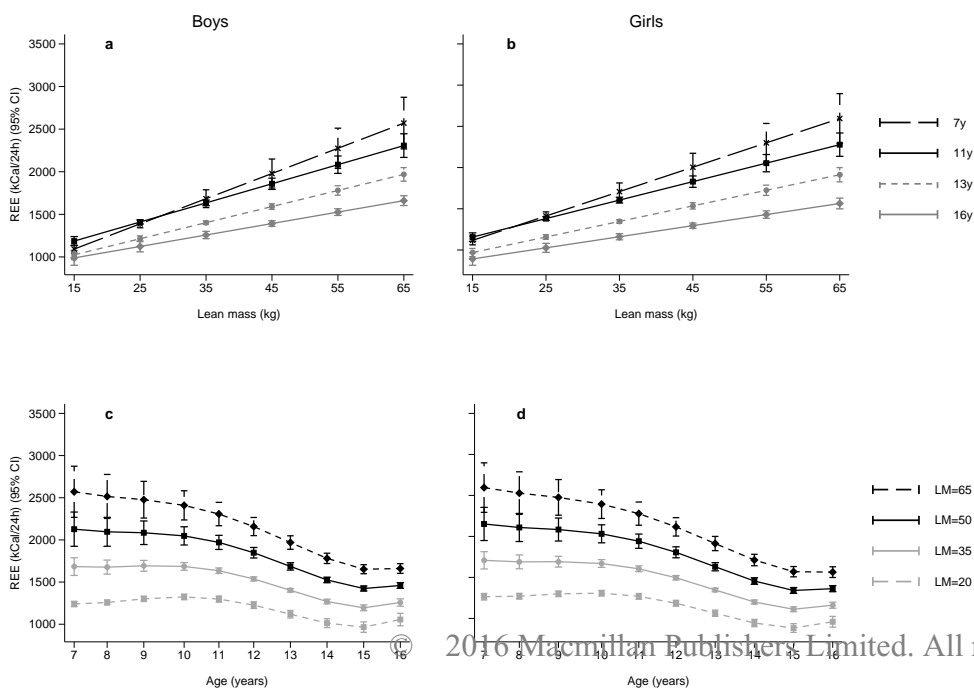 Boys
Girls
a
b
3500
3000
2500
2000
1500
1000
REE (kCal/24h) (95% CI)
15 25 35 45 55 65
15 25 35 45 55 65
Lean mass (kg)
Lean mass (kg)
7y
11y
13y
16y
c
d
3500
3000
2500
2000
1500
1000
REE (kCal/24h) (95% CI)
7 8 9 10 11 12 13 14 15 16
7 8 9 10 11 12 13 14 15 16
Age (years)
Age (years)
LM=65
LM=50
LM=35
LM=20
© 2016 Macmillan Publishers Limited. All